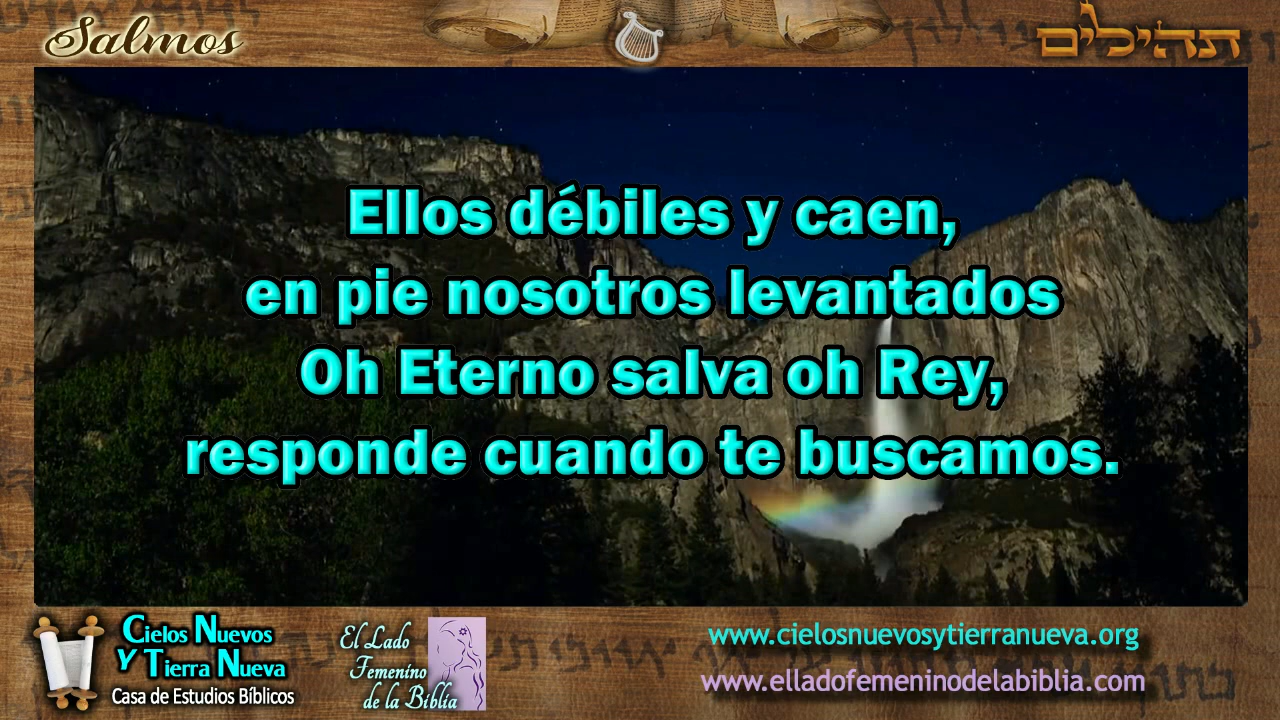 Salmos
תהילים
Ellos débiles y caen,
en pie nosotros levantados
Oh Eterno salva oh Rey,
responde cuando te buscamos.
Cielos Nuevos
Y Tierra Nueva
Casa de Estudios Bíblicos
El Lado
Femenino
de la Biblia
www.cielosnuevosytierranueva.org
www.elladofemeninodelabiblia.com